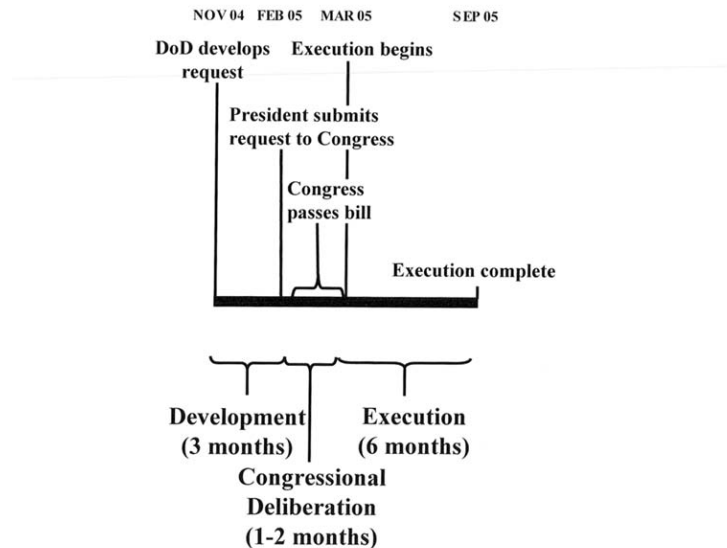 NOV 04 FEB 05 MAR 05 SEP 05
DoD develops Execution begins
request
President submits
request to Congress
Congress
passes bill
Execution complete
Development Execution
(3 months) (6 months)
Congressional
Deliberation
(1-2 months)